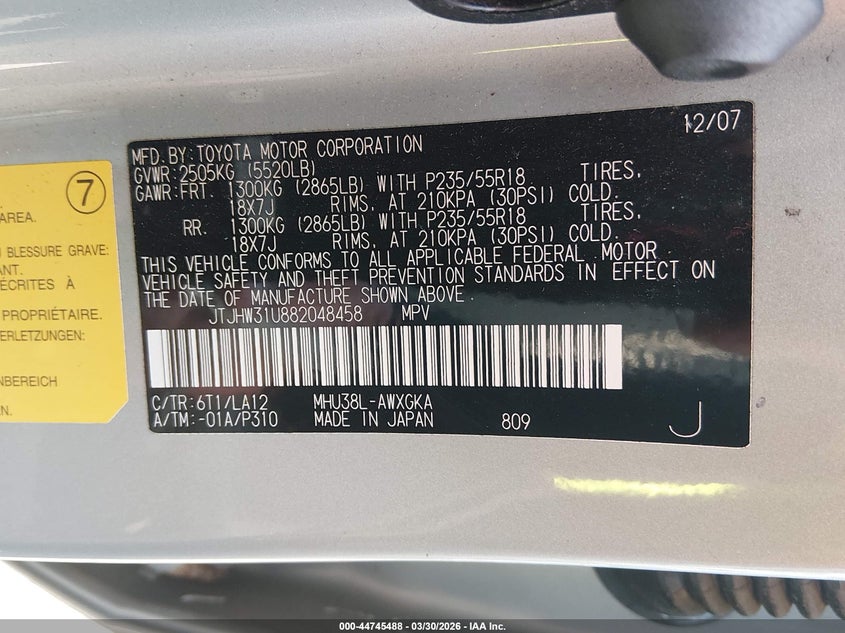 12/07
MFD.BY:TOYOTA MOTOR CORPORATION
GVWR:2505KG (5520LB)
GAWR:FRT. 1300KG (2865LB) WITH P235/55R18 TIRES,
18X7J RIMS, AT 210KPA (30PSI) COLD.
RR. 1300KG (2865LB) WITH P235/55R18 TIRES,
18X7J RIMS, AT 210KPA (30PSI) COLD.
THIS VEHICLE CONFORMS TO ALL APPLICABLE FEDERAL MOTOR
VEHICLE SAFETY AND THEFT PREVENTION STANDARDS IN EFFECT ON
THE DATE OF MANUFACTURE SHOWN ABOVE.
JTJHW31U882048458 MPV
C/TR:6T1/LA12 MHU38L-AWXGKA
A/TM:-01A/P310 MADE IN JAPAN 809 J
7
AREA.
BLESSURE GRAVE:
ANT.
ÉCRITES À
PROPRIÉTAIRE.
ERLETZUNGEN:
NBEREICH
EN.
000-44745488 - 03/30/2026 - IAA Inc.